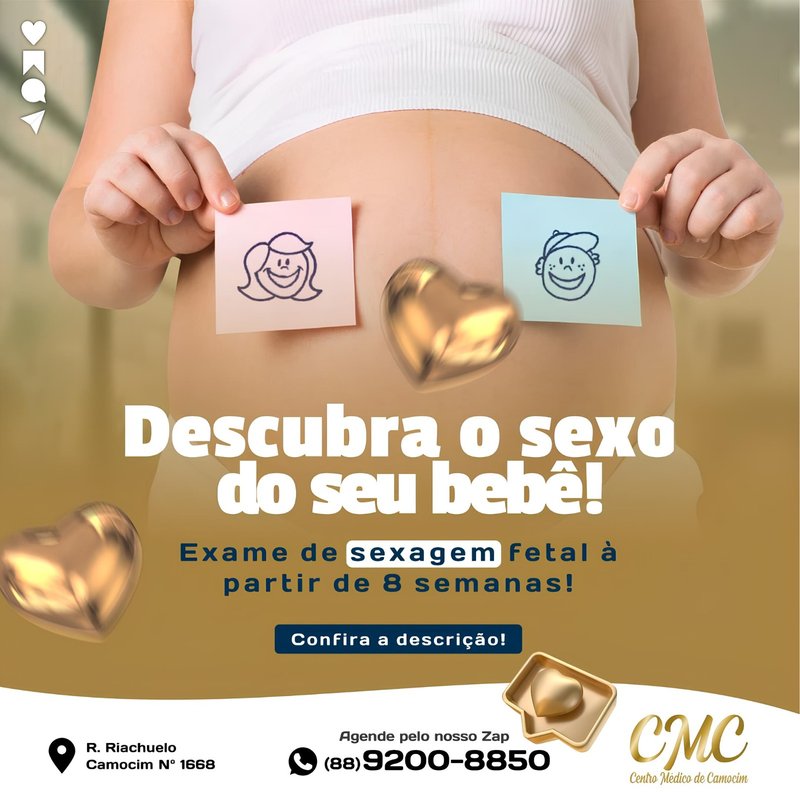 Descubra o sexo
do seu bebê!
Exame de sexagem fetal à
partir de 8 semanas!
Confira a descrição!
R. Riachuelo
Camocim Nº 1668
Agende pelo nosso Zap
(88)9200-8850
CMC
Centro Médico de Camocim